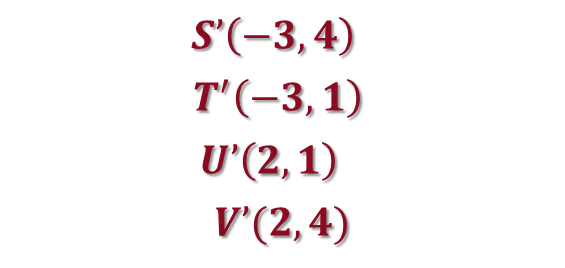 S'(−3, 4)
T′(−3, 1)
U'(2, 1)
V'(2, 4)